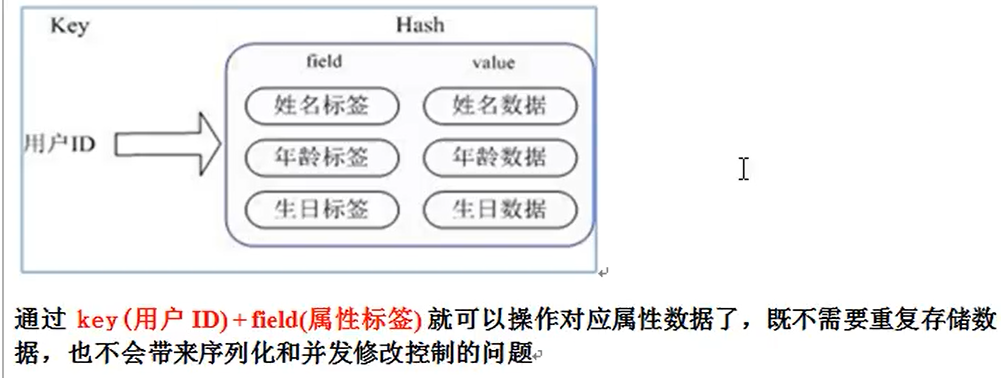 Key Hash
field value
姓名标签 姓名数据
用户ID 年龄标签 年龄数据
生日标签 生日数据
通过 key(用户 ID)+field(属性标签) 就可以操作对应属性数据了，既不需要重复存储数
据，也不会带来序列化和并发修改控制的问题